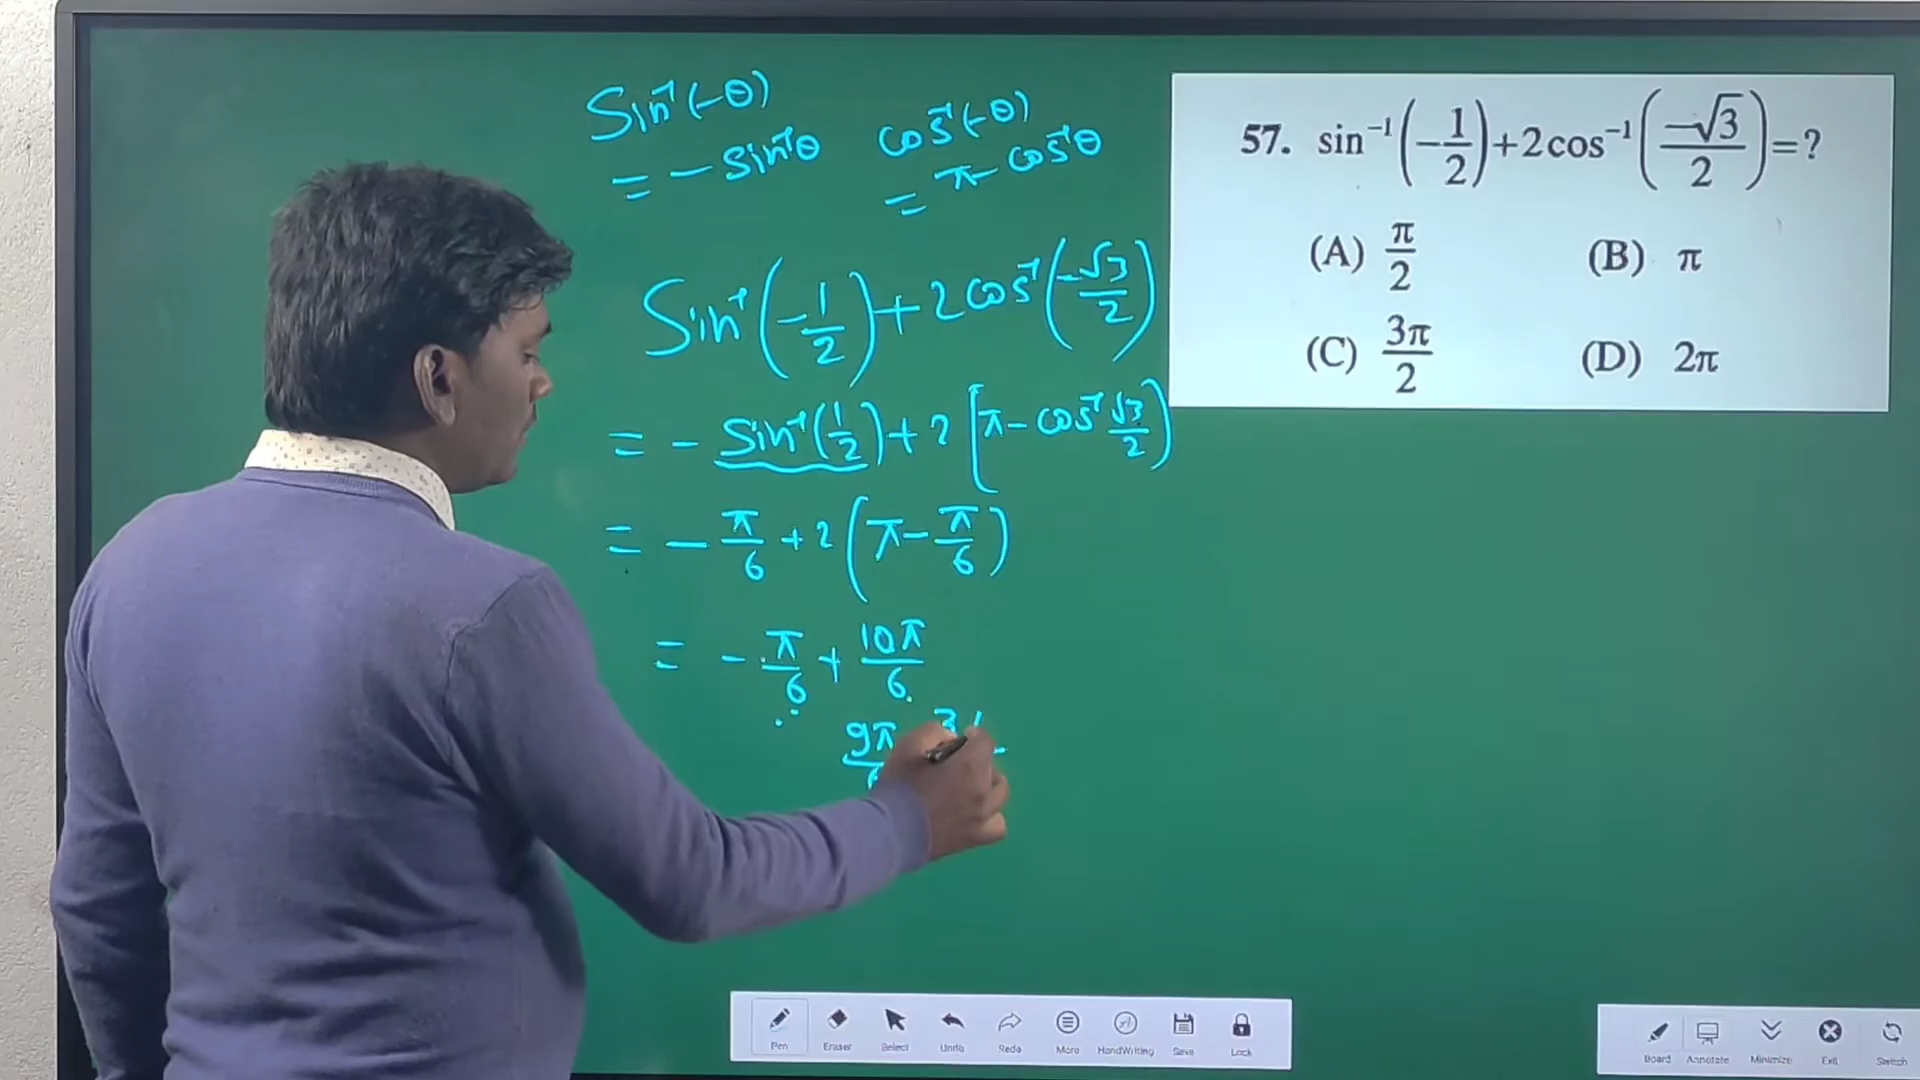 Sin⁻¹(-θ)
= - sin⁻¹θ
cos⁻¹(-θ)
= π - cos⁻¹θ
Sin⁻¹(-1/2) + 2cos⁻¹(-√3/2)
= - sin⁻¹(1/2) + 2[π - cos⁻¹ √3/2)
= - π/6 + 2(π - π/6)
= - π/6 + 10π/6
9π
3
57. sin⁻¹(-1/2)+2cos⁻¹(-√3/2)=?
(A) π/2 (B) π
(C) 3π/2 (D) 2π
Pen Eraser Select Undo Redo More HandWriting Save Lock
Board Annotate Minimize Exit Switch